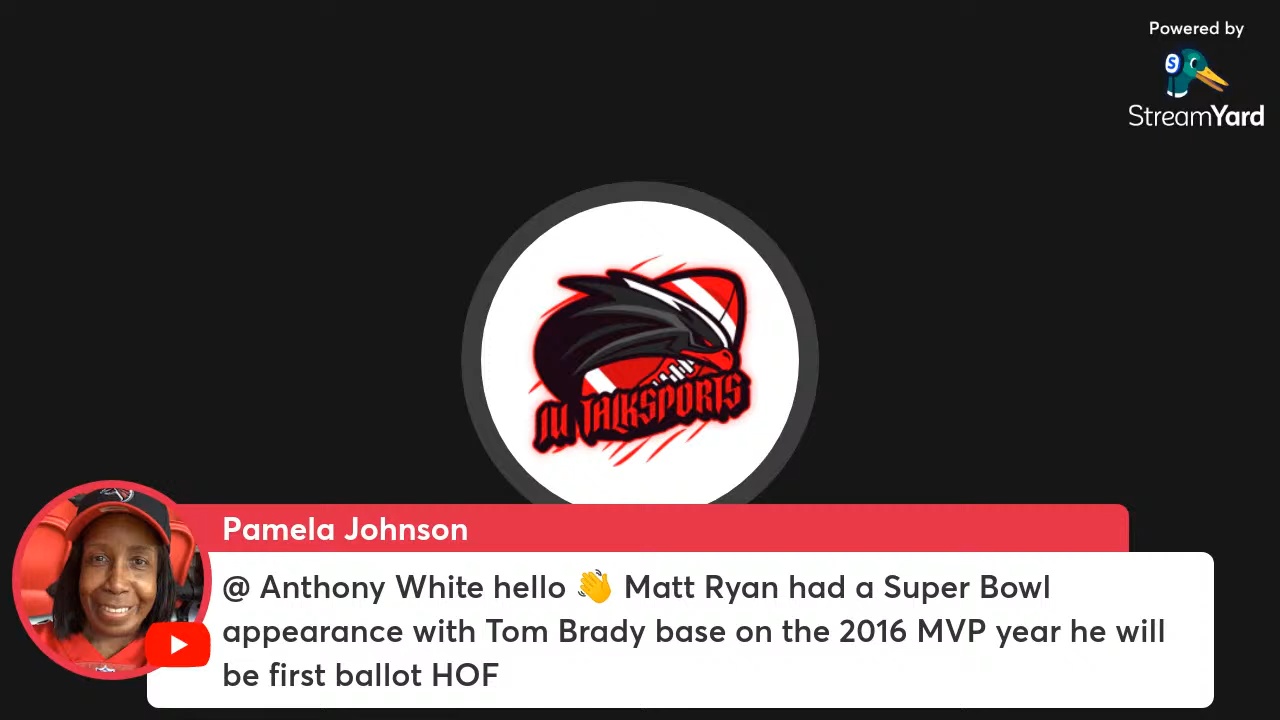 Powered by
S
StreamYard
IU TALKSPORTS
Pamela Johnson
@ Anthony White hello 👋 Matt Ryan had a Super Bowl
appearance with Tom Brady base on the 2016 MVP year he will
be first ballot HOF